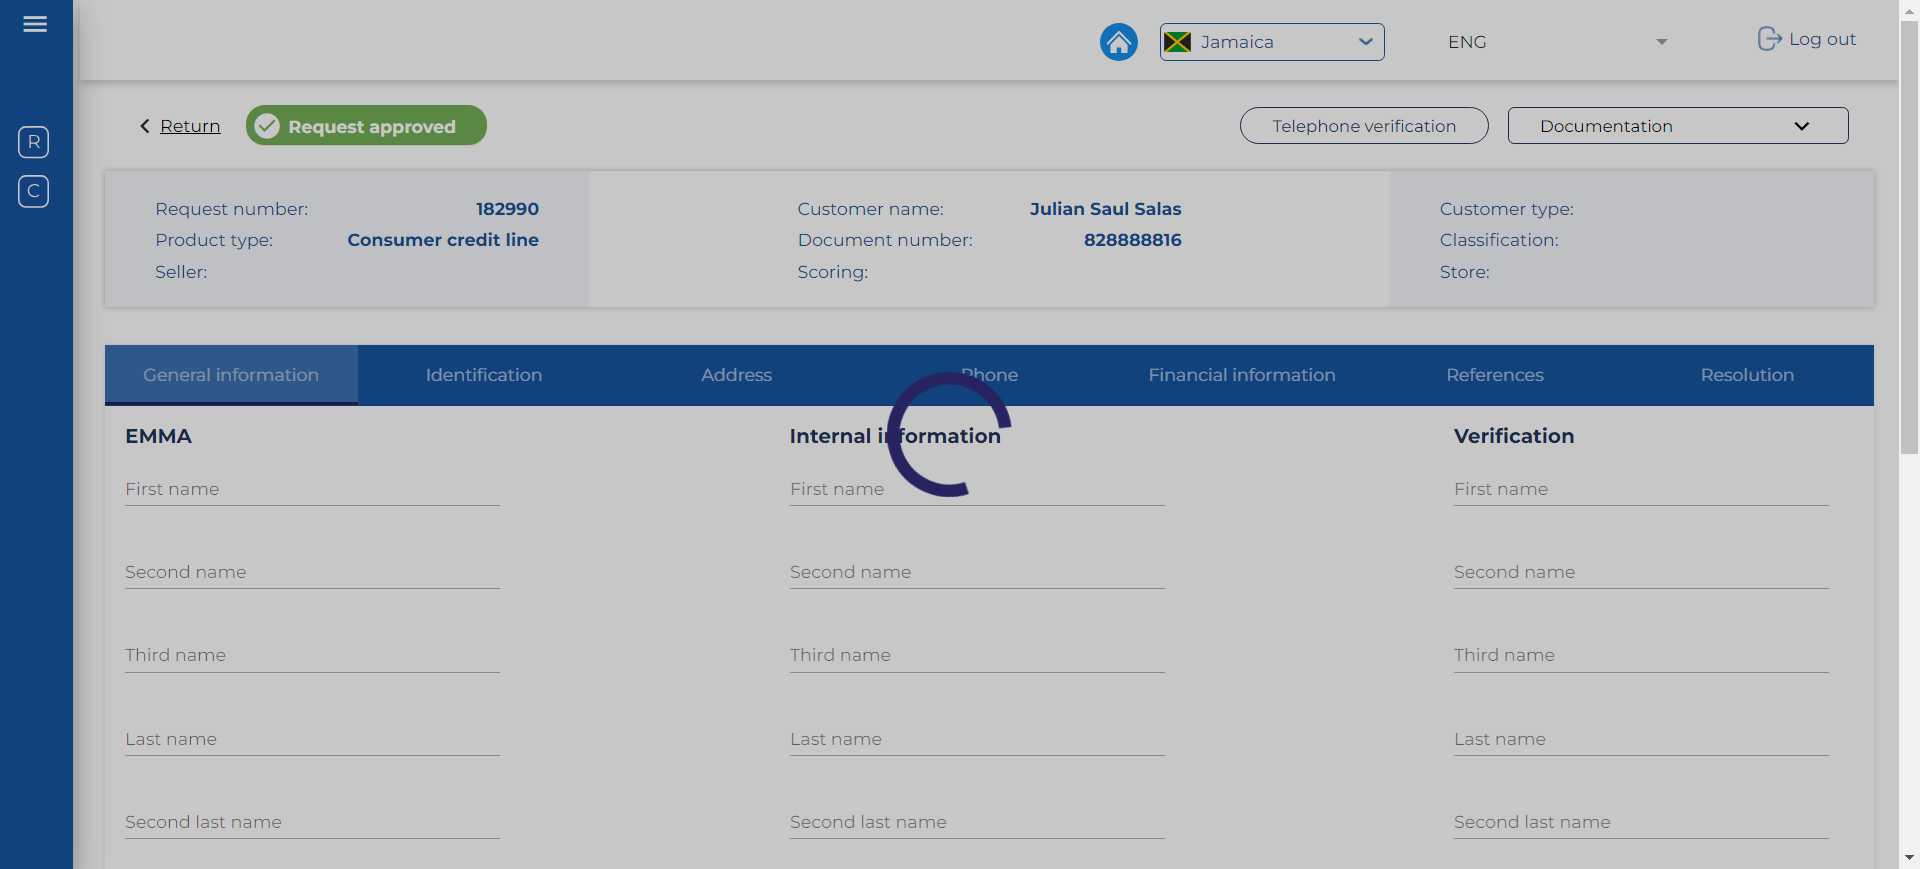 Jamaica
ENG
Log out
R
C
Return
Request approved
Telephone verification
Documentation
Request number: 182990
Product type: Consumer credit line
Seller:
Customer name: Julian Saul Salas
Document number: 828888816
Scoring:
Customer type:
Classification:
Store:
General information
Identification
Address
Phone
Financial information
References
Resolution
EMMA
Internal information
Verification
First name
First name
First name
Second name
Second name
Second name
Third name
Third name
Third name
Last name
Last name
Last name
Second last name
Second last name
Second last name